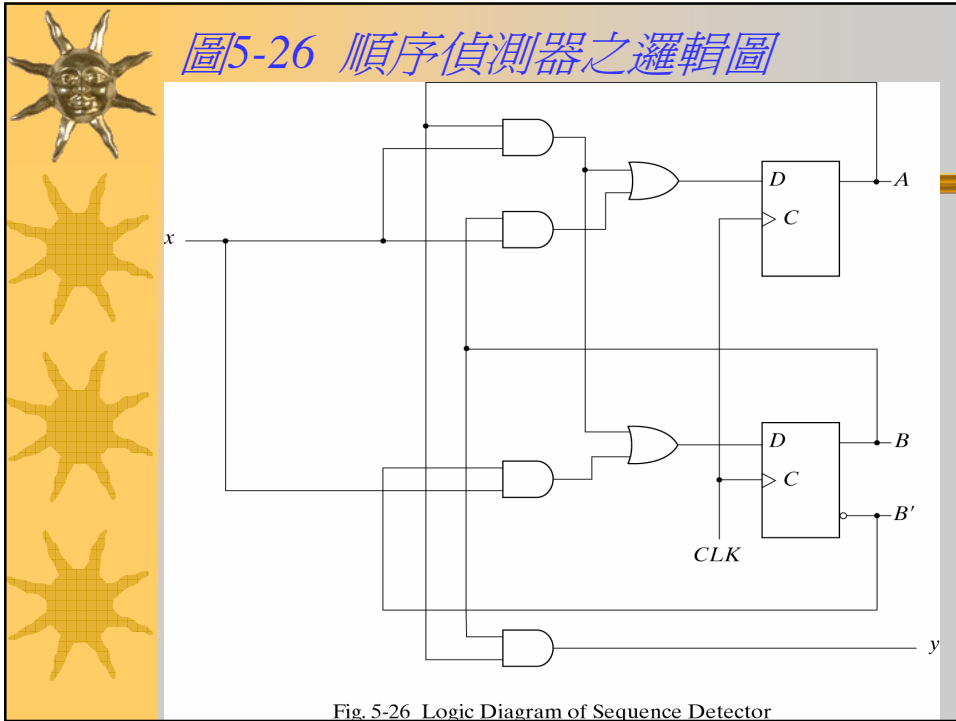 圖5-26 順序偵測器之邏輯圖
D
A
C
x
D
B
C
B'
CLK
y
Fig. 5-26 Logic Diagram of Sequence Detector